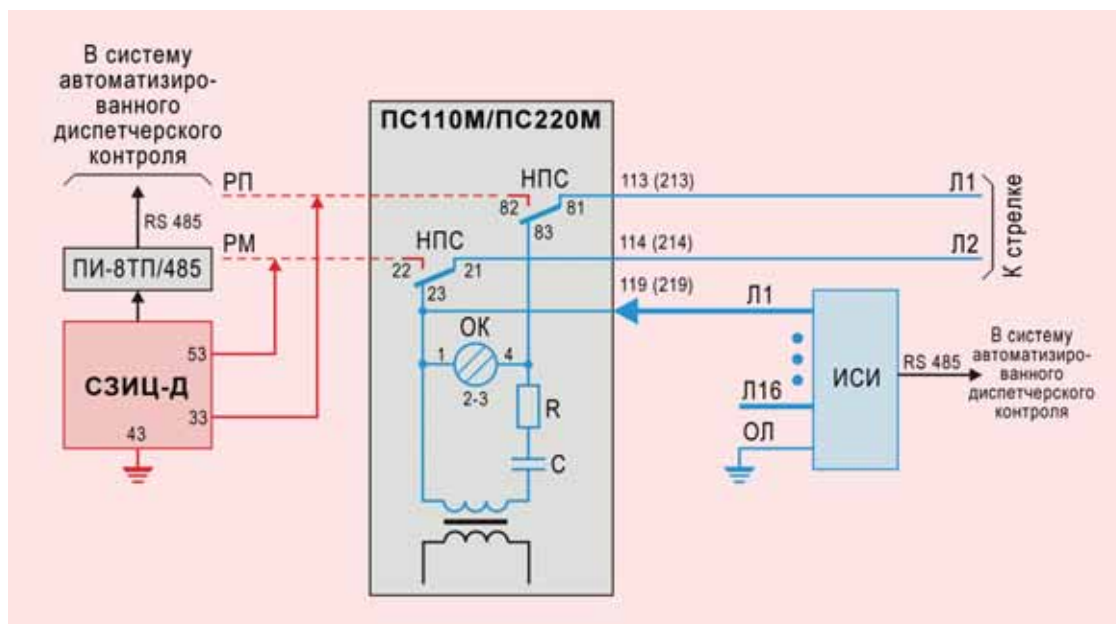 В систему
автоматизиро-
ванного
диспетчерского
контроля
RS 485
ПИ-8ТП/485
СЗИЦ-Д
53
33
43
РП
РМ
ПС110М/ПС220М
НПС
82
81
83
НПС
22
21
23
ОК
1
4
2-3
R
C
113 (213)
Л1
114 (214)
Л2
К стрелке
119 (219)
Л1
Л16
ОЛ
ИСИ
RS 485
В систему
автоматизиро-
ванного
диспетчерского
контроля